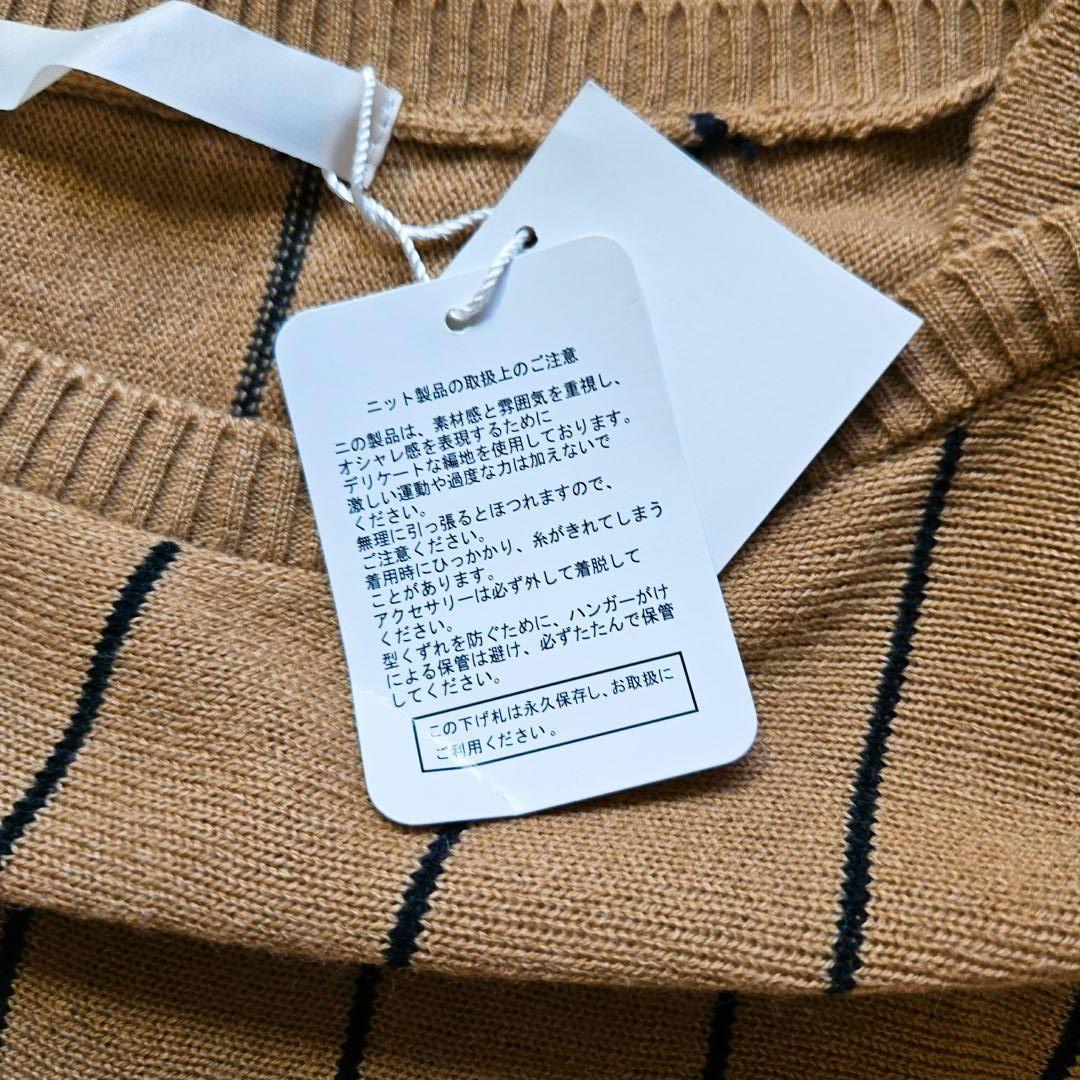 ニット製品の取扱上のご注意
ニの製品は、素材感と雰囲気を重視し、
オシャレ感を表現するために
デリケートな編地を使用しております。
激しい運動や過度な力は加えないで
ください。
無理に引っ張るとほつれますので、
ご注意ください。
着用時にひっかかり、糸がきれてしまう
ことがあります。
アクセサリーは必ず外して着脱して
ください。
型くずれを防ぐために、ハンガーがけ
による保管は避け、必ずたたんで保管
してください。
この下げ札は永久保存し、お取扱に
ご利用ください。